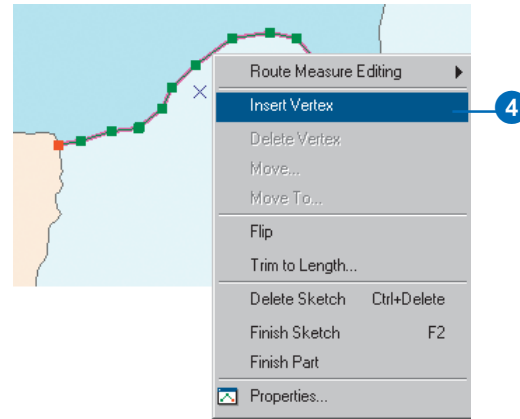 Route Measure Editing
Insert Vertex
4
Delete Vertex
Move...
Move To...
Flip
Trim to Length...
Delete Sketch Ctrl+Delete
Finish Sketch F2
Finish Part
Properties...